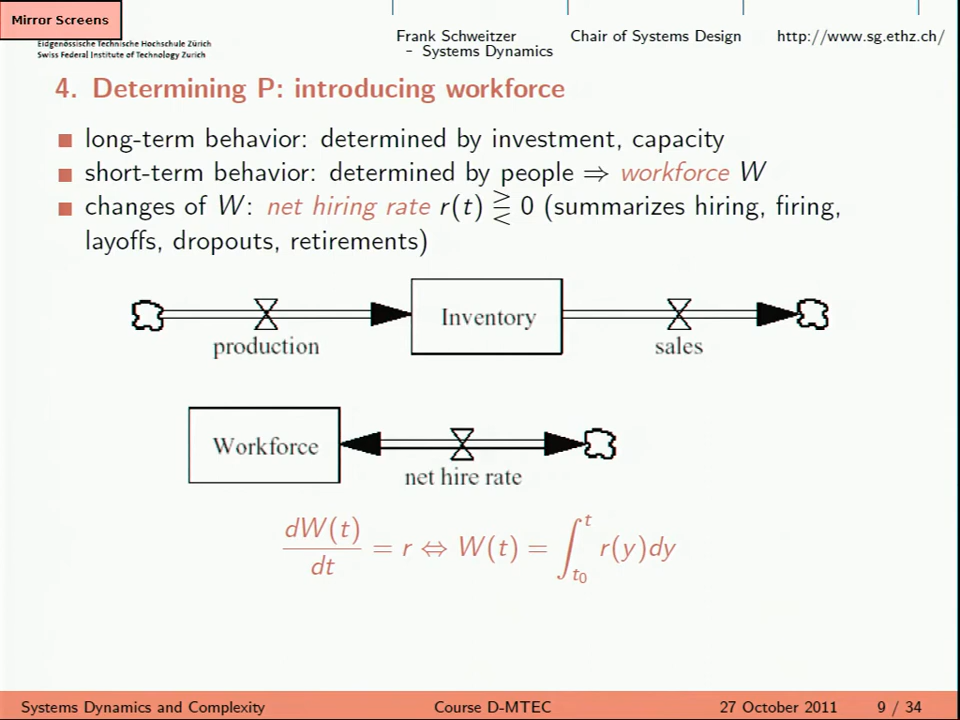 Mirror Screens
Eidgenössische Technische Hochschule Zürich
Swiss Federal Institute of Technology Zurich
Frank Schweitzer
– Systems Dynamics
Chair of Systems Design
http://www.sg.ethz.ch/
4. Determining P: introducing workforce
long-term behavior: determined by investment, capacity
short-term behavior: determined by people ⇒ workforce W
changes of W: net hiring rate r(t) ⪌ 0 (summarizes hiring, firing,
layoffs, dropouts, retirements)
Inventory
production
sales
Workforce
net hire rate
dW(t)/dt = r ⇔ W(t) = ∫_{t₀}^{t} r(y)dy
Systems Dynamics and Complexity
Course D-MTEC
27 October 2011
9 / 34